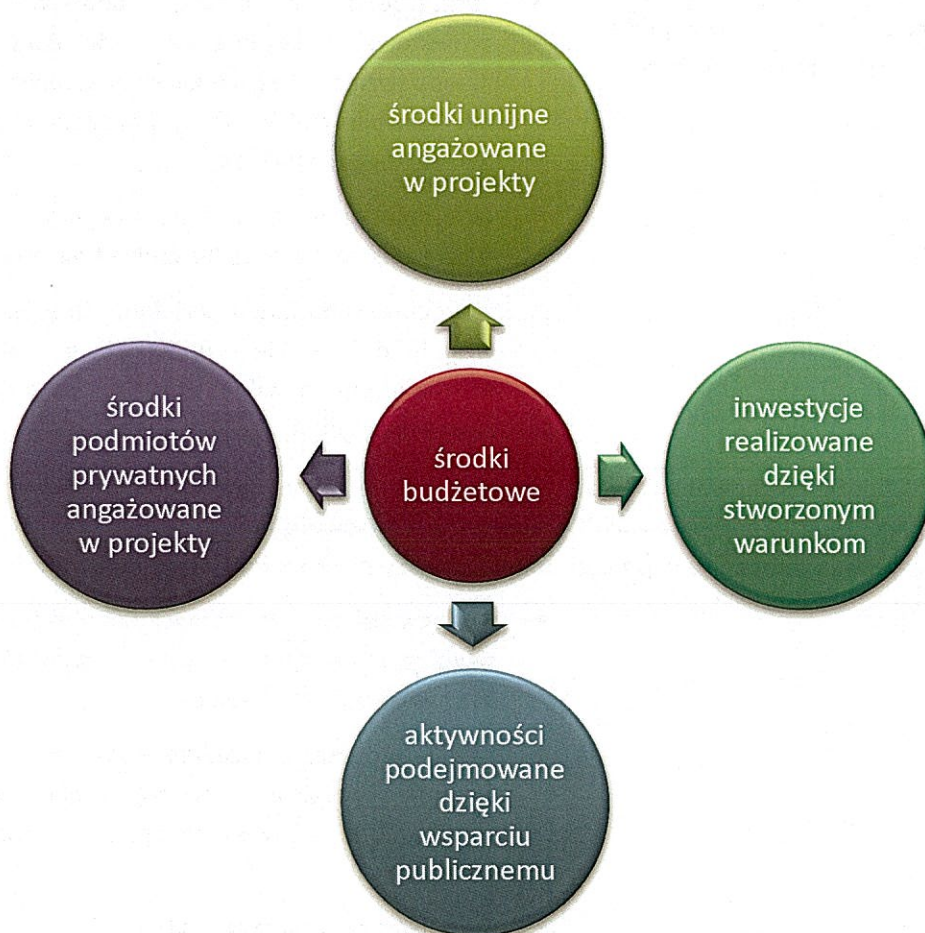 środki unijne
angażowane
w projekty
środki
podmiotów
prywatnych
angażowane
w projekty
środki
budżetowe
inwestycje
realizowane
dzięki
stworzonym
warunkom
aktywności
podejmowane
dzięki
wsparciu
publicznemu